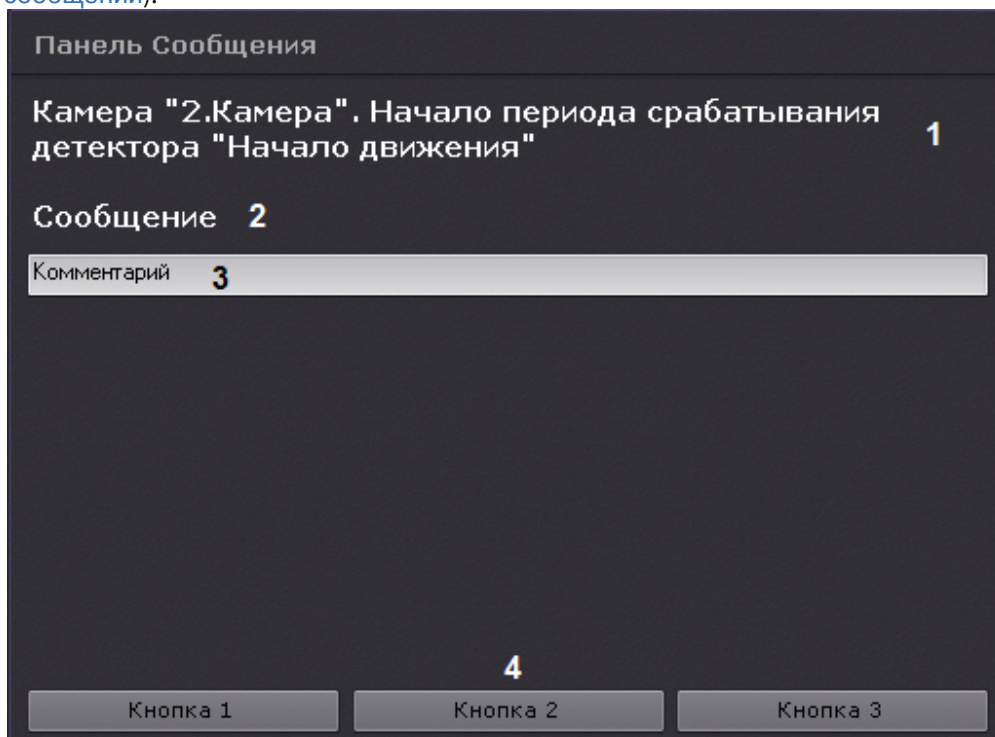 сообщений).
Панель Сообщения
Камера "2.Камера". Начало периода срабатывания
детектора "Начало движения"
1
Сообщение 2
Комментарий 3
4
Кнопка 1 Кнопка 2 Кнопка 3